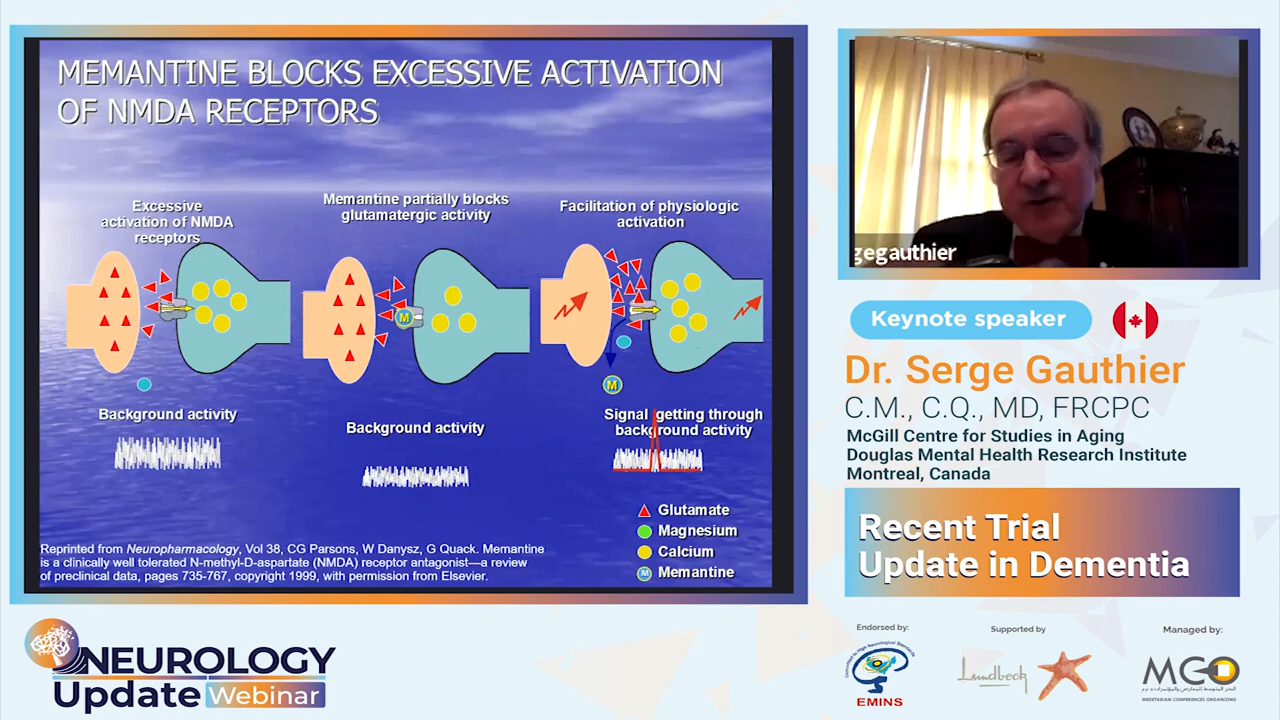 MEMANTINE BLOCKS EXCESSIVE ACTIVATION
OF NMDA RECEPTORS
Excessive
activation of NMDA
receptors
Memantine partially blocks
glutamatergic activity
Facilitation of physiologic
activation
M
M
Background activity
Background activity
Signal getting through
background activity
Glutamate
Magnesium
Calcium
M Memantine
Reprinted from Neuropharmacology, Vol 38, CG Parsons, W Danysz, G Quack. Memantine
is a clinically well tolerated N-methyl-D-aspartate (NMDA) receptor antagonist—a review
of preclinical data, pages 735-767, copyright 1999, with permission from Elsevier.
gegauthier
Keynote speaker
Dr. Serge Gauthier
C.M., C.Q., MD, FRCPC
McGill Centre for Studies in Aging
Douglas Mental Health Research Institute
Montreal, Canada
Recent Trial
Update in Dementia
NEUROLOGY
Update Webinar
Endorsed by:
EMINS
Supported by
Lundbeck
Managed by:
MCO
MEDETARIAN CONFERENCES ORGANIZING